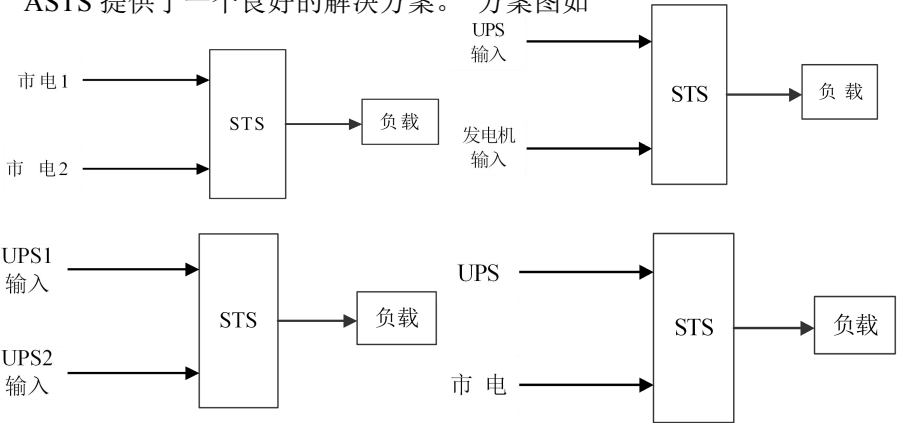 ASTS 提供了一个良好的解决方案。 方案图如
市电1
市 电2
STS
负载
UPS
输入
发电机
输入
STS
负 载
UPS1
输入
UPS2
输入
STS
负载
UPS
市 电
STS
负载